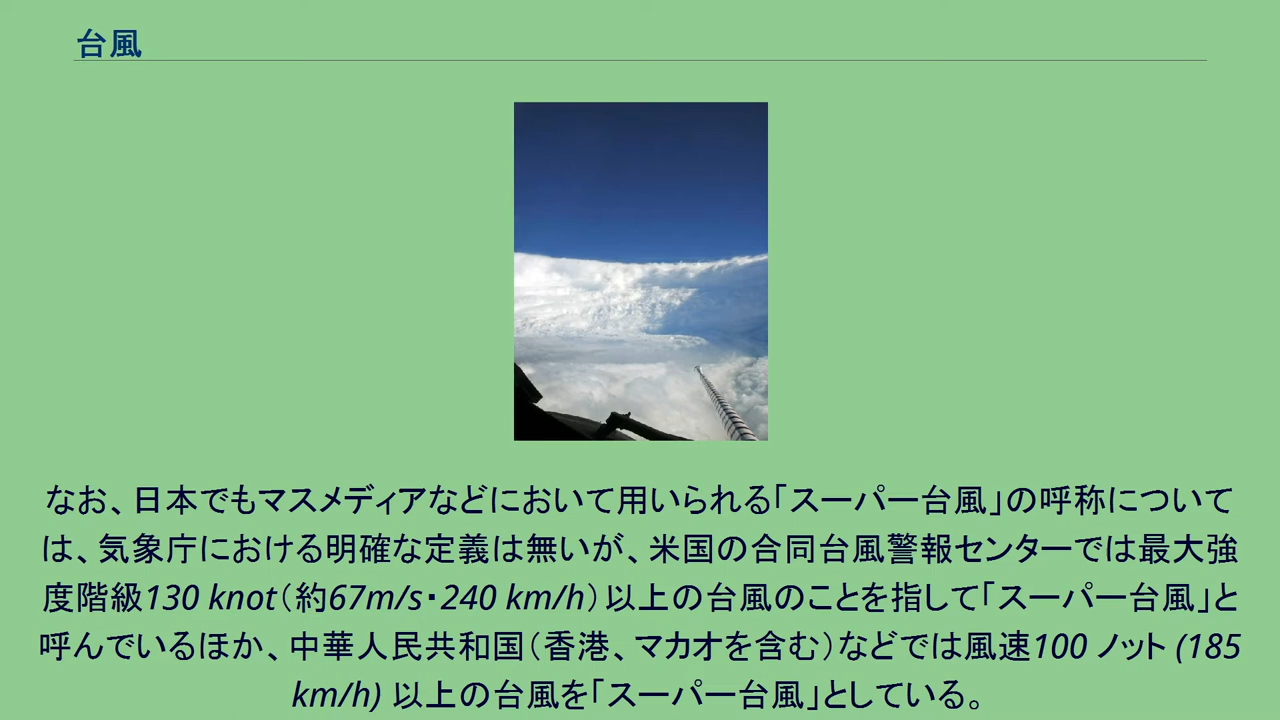 台風
なお、日本でもマスメディアなどにおいて用いられる「スーパー台風」の呼称について
は、気象庁における明確な定義は無いが、米国の合同台風警報センターでは最大強
度階級130 knot（約67m/s・240 km/h）以上の台風のことを指して「スーパー台風」と
呼んでいるほか、中華人民共和国（香港、マカオを含む）などでは風速100 ノット (185
km/h) 以上の台風を「スーパー台風」としている。